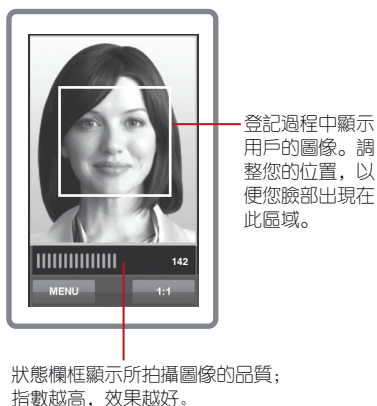 登記過程中顯示
用戶的圖像。調
整您的位置，以
便您臉部出現在
此區域。
142
MENU 1:1
狀態欄框顯示所拍攝圖像的品質；
指數越高，效果越好。